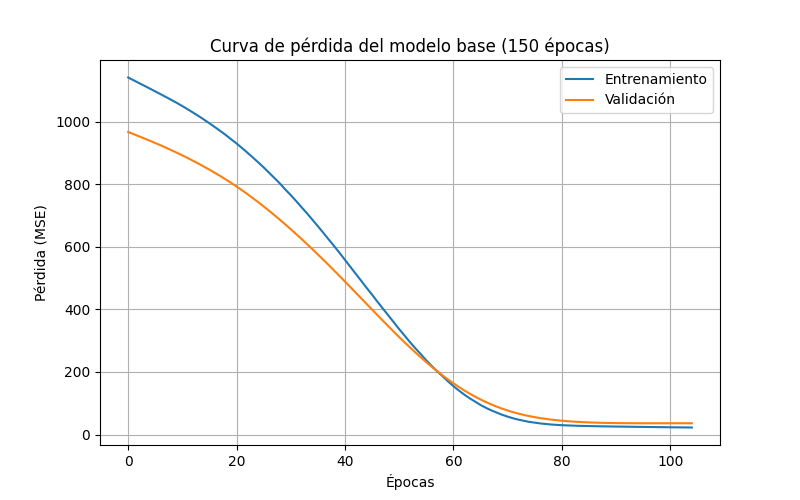 Curva de pérdida del modelo base (150 épocas)
Entrenamiento
Validación
Pérdida (MSE)
1000
800
600
400
200
0
0 20 40 60 80 100
Épocas